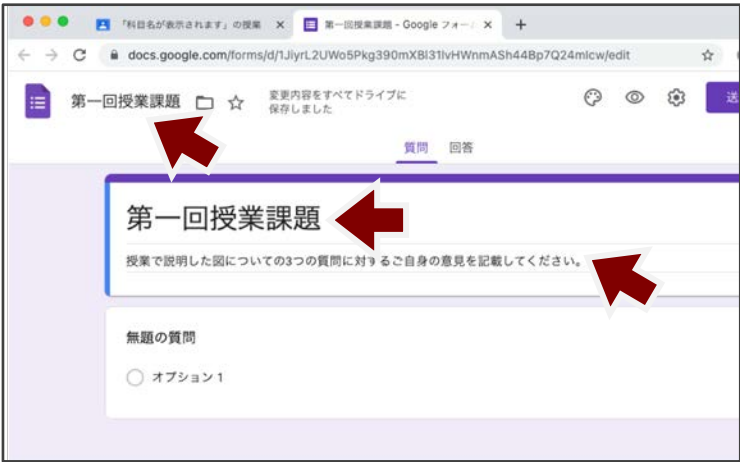 「科目名が表示されます」の授業
第一回授業課題 - Google フォーム
docs.google.com/forms/d/1JiyrL2UWo5Pkg390mXBl31lvHWnmASh44Bp7Q24mlcw/edit
第一回授業課題
変更内容をすべてドライブに
保存しました
送
質問 回答
第一回授業課題
授業で説明した図についての3つの質問に対するご自身の意見を記載してください。
無題の質問
オプション 1